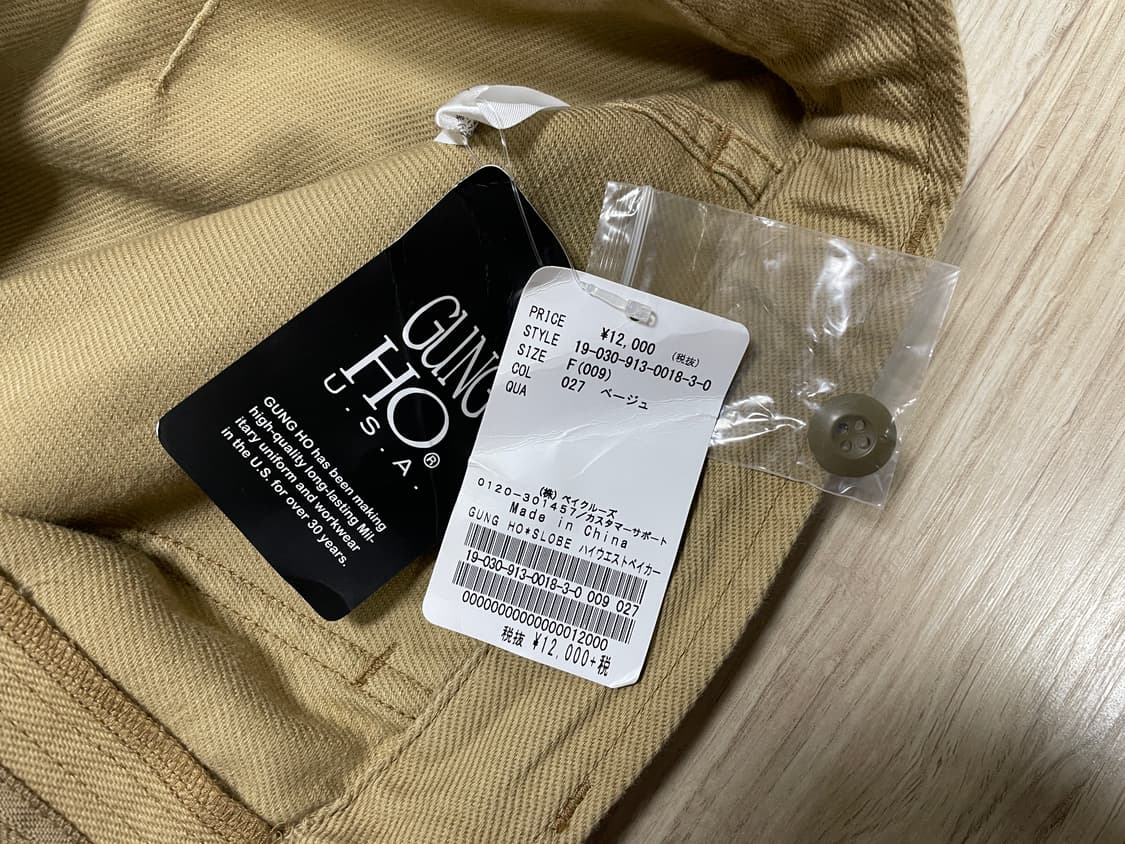 GUNG
HO®
U.S.A.
GUNG HO has been making
high-quality long-lasting Mil-
itary uniform and workwear
in the U.S. for over 30 years.
PRICE ¥12,000 (税抜)
STYLE 19-030-913-0018-3-0
SIZE F(009)
COL 027 ベージュ
QUA
(株)ベイクルーズ
0120-301457/カスタマーサポート
Made in China
GUNG HO*SLOBE ハイウエストベイカー
19-030-913-0018-3-0 009 027
0000000000000000012000
税抜 ¥12,000+税